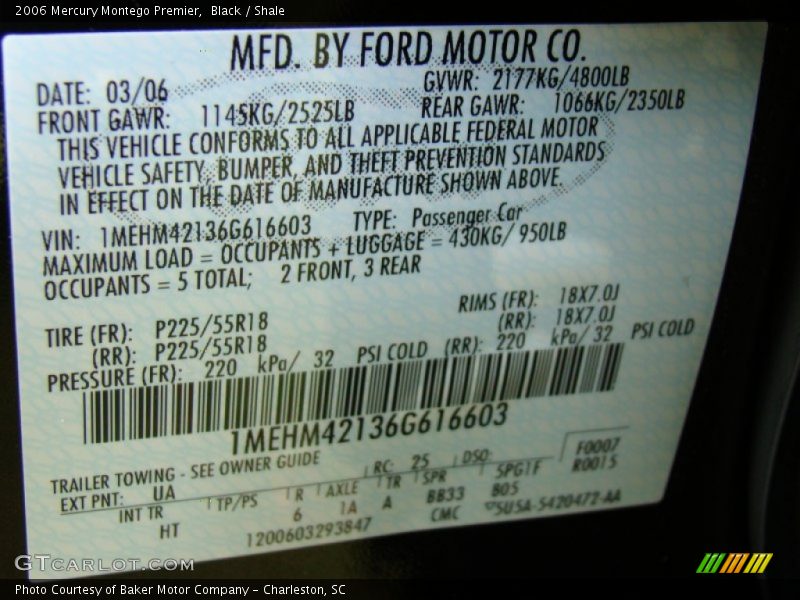 2006 Mercury Montego Premier, Black / Shale
MFD. BY FORD MOTOR CO.
DATE: 03/06 GVWR: 2177KG/4800LB
FRONT GAWR: 1145KG/2525LB REAR GAWR: 1066KG/2350LB
THIS VEHICLE CONFORMS TO ALL APPLICABLE FEDERAL MOTOR
VEHICLE SAFETY, BUMPER, AND THEFT PREVENTION STANDARDS
IN EFFECT ON THE DATE OF MANUFACTURE SHOWN ABOVE.
VIN: 1MEHM42136G616603 TYPE: Passenger Car
MAXIMUM LOAD = OCCUPANTS + LUGGAGE = 430KG/ 950LB
OCCUPANTS = 5 TOTAL; 2 FRONT, 3 REAR
TIRE (FR): P225/55R18 RIMS (FR): 18X7.0J
(RR): P225/55R18 (RR): 18X7.0J
PRESSURE (FR): 220 kPa/ 32 PSI COLD (RR): 220 kPa/ 32 PSI COLD
1MEHM42136G616603
TRAILER TOWING - SEE OWNER GUIDE
EXT PNT: UA RC: 25 DSO: F0007
R0015
INT TR TP/PS R AXLE TR SPR SPG1F
HT 6 1A A BB33 B05
1200603293847 CMC 5U5A-5420472-AA
GTCARLOT.COM
Photo Courtesy of Baker Motor Company - Charleston, SC